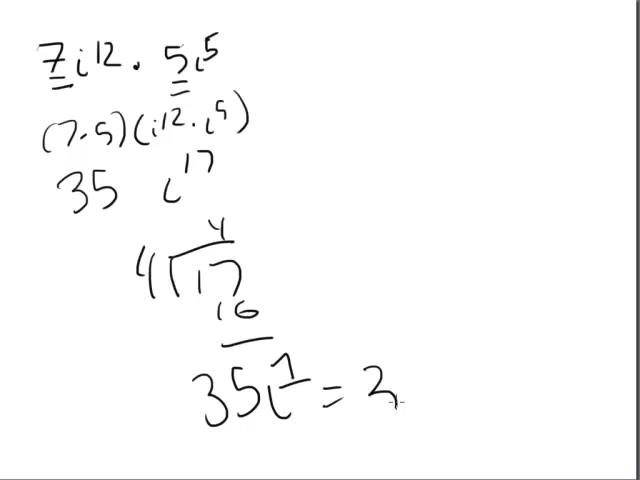 7i¹² · 5i⁵
(7·5)(i¹²·i⁵)
35 i¹⁷
4
4)17
16
35i¹ = 3